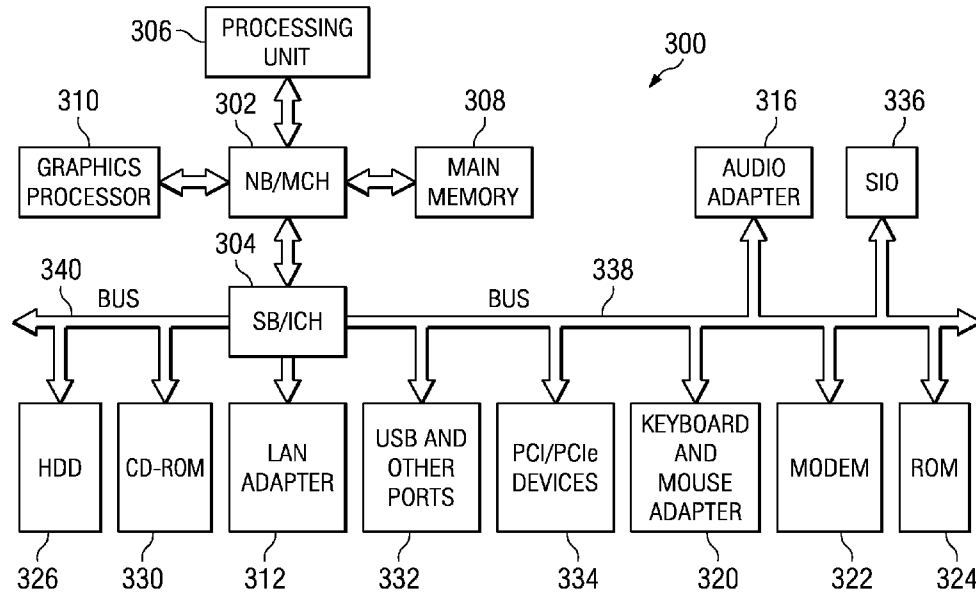 306
PROCESSING
UNIT
300
310
302
308
316
336
GRAPHICS
PROCESSOR
NB/MCH
MAIN
MEMORY
AUDIO
ADAPTER
SIO
304
340
BUS
SB/ICH
BUS
338
HDD
CD-ROM
LAN
ADAPTER
USB AND
OTHER
PORTS
PCI/PCIe
DEVICES
KEYBOARD
AND
MOUSE
ADAPTER
MODEM
ROM
326
330
312
332
334
320
322
324